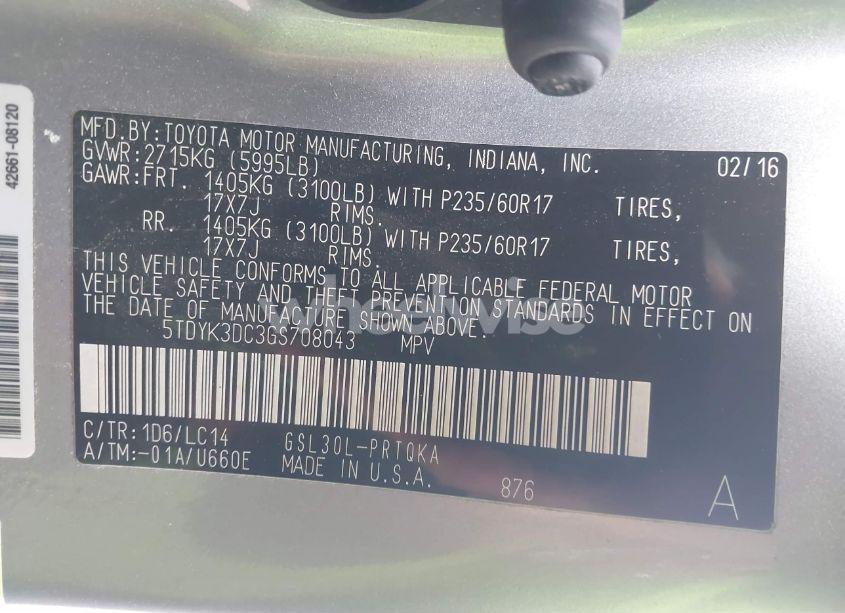 42661-08120
MFD.BY:TOYOTA MOTOR MANUFACTURING, INDIANA, INC. 02/16
GVWR:2715KG (5995LB)
GAWR:FRT. 1405KG (3100LB) WITH P235/60R17 TIRES,
17X7J RIMS.
RR. 1405KG (3100LB) WITH P235/60R17 TIRES,
17X7J RIMS.
THIS VEHICLE CONFORMS TO ALL APPLICABLE FEDERAL MOTOR
VEHICLE SAFETY AND THEFT PREVENTION STANDARDS IN EFFECT ON
THE DATE OF MANUFACTURE SHOWN ABOVE.
wheelwise
5TDYK3DC3GS708043 MPV
C/TR:1D6/LC14 GSL30L-PRTQKA
A/TM:-01A/U660E MADE IN U.S.A. 876 A